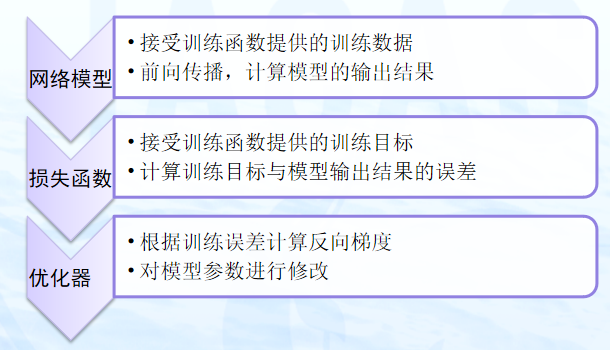 网络模型
• 接受训练函数提供的训练数据
• 前向传播，计算模型的输出结果
损失函数
• 接受训练函数提供的训练目标
• 计算训练目标与模型输出结果的误差
优化器
• 根据训练误差计算反向梯度
• 对模型参数进行修改